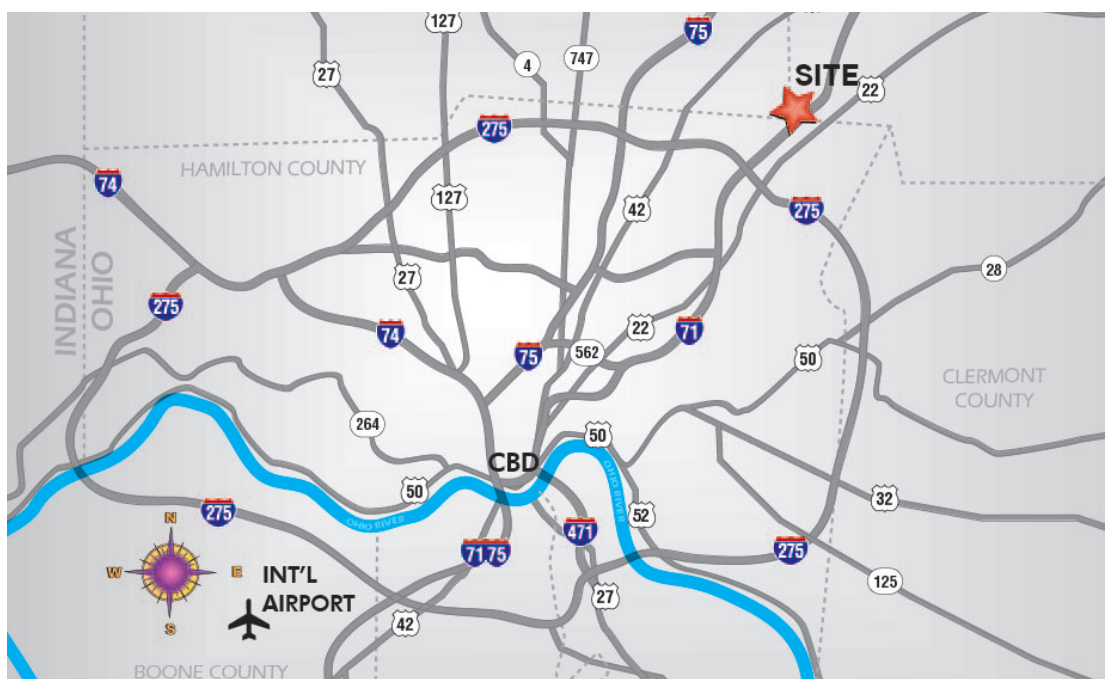 127
75
27
4
747
SITE
22
275
HAMILTON COUNTY
74
127
42
275
INDIANA
OHIO
27
28
275
74
22
71
75
562
50
CLERMONT
COUNTY
264
50
CBD
50
OHIO RIVER
OHIO RIVER
32
275
52
471
N
W
E
S
71 75
275
INT'L
AIRPORT
125
27
42
BOONE COUNTY